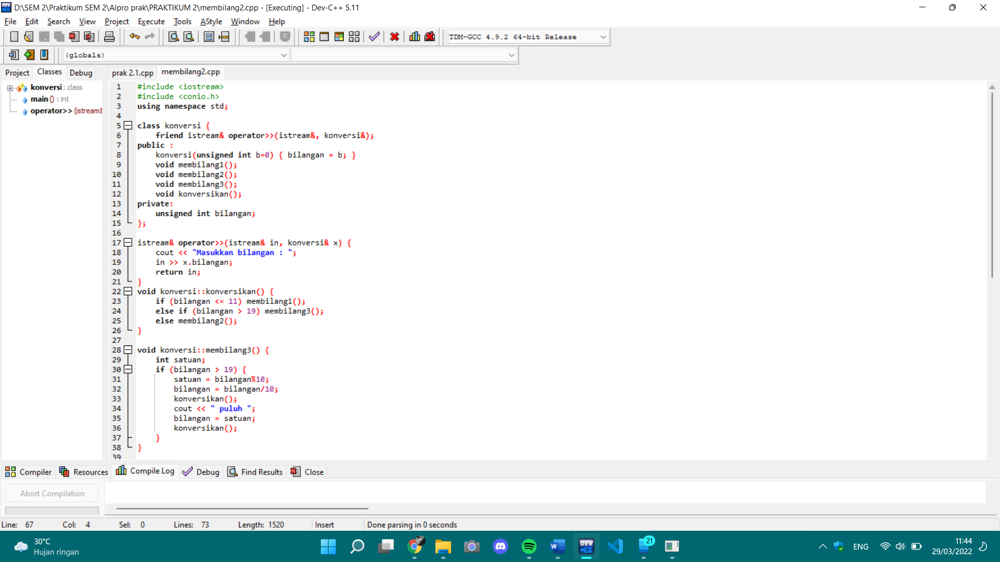 D:\SEM 2\Praktikum SEM 2\Alpro prak\PRAKTIKUM 2\membilang2.cpp - [Executing] - Dev-C++ 5.11
File Edit Search View Project Execute Tools AStyle Window Help
TDM-GCC 4.9.2 64-bit Release
(globals)
Project Classes Debug
prak 2.1.cpp membilang2.cpp
konversi : class
main () : int
operator>> (istream&
1 #include <iostream>
2 #include <conio.h>
3 using namespace std;
4
5 class konversi {
6 friend istream& operator>>(istream&, konversi&);
7 public :
8 konversi(unsigned int b=0) { bilangan = b; }
9 void membilang1();
10 void membilang2();
11 void membilang3();
12 void konversikan();
13 private:
14 unsigned int bilangan;
15 };
16
17 istream& operator>>(istream& in, konversi& x) {
18 cout << "Masukkan bilangan : ";
19 in >> x.bilangan;
20 return in;
21 }
22 void konversi::konversikan() {
23 if (bilangan <= 11) membilang1();
24 else if (bilangan > 19) membilang3();
25 else membilang2();
26 }
27
28 void konversi::membilang3() {
29 int satuan;
30 if (bilangan > 19) {
31 satuan = bilangan%10;
32 bilangan = bilangan/10;
33 konversikan();
34 cout << " puluh ";
35 bilangan = satuan;
36 konversikan();
37 }
38 }
39
Compiler Resources Compile Log Debug Find Results Close
Abort Compilation
Line: 67 Col: 4 Sel: 0 Lines: 73 Length: 1520 Insert Done parsing in 0 seconds
30°C
Hujan ringan
DEV C++
21
ENG
11:44
29/03/2022